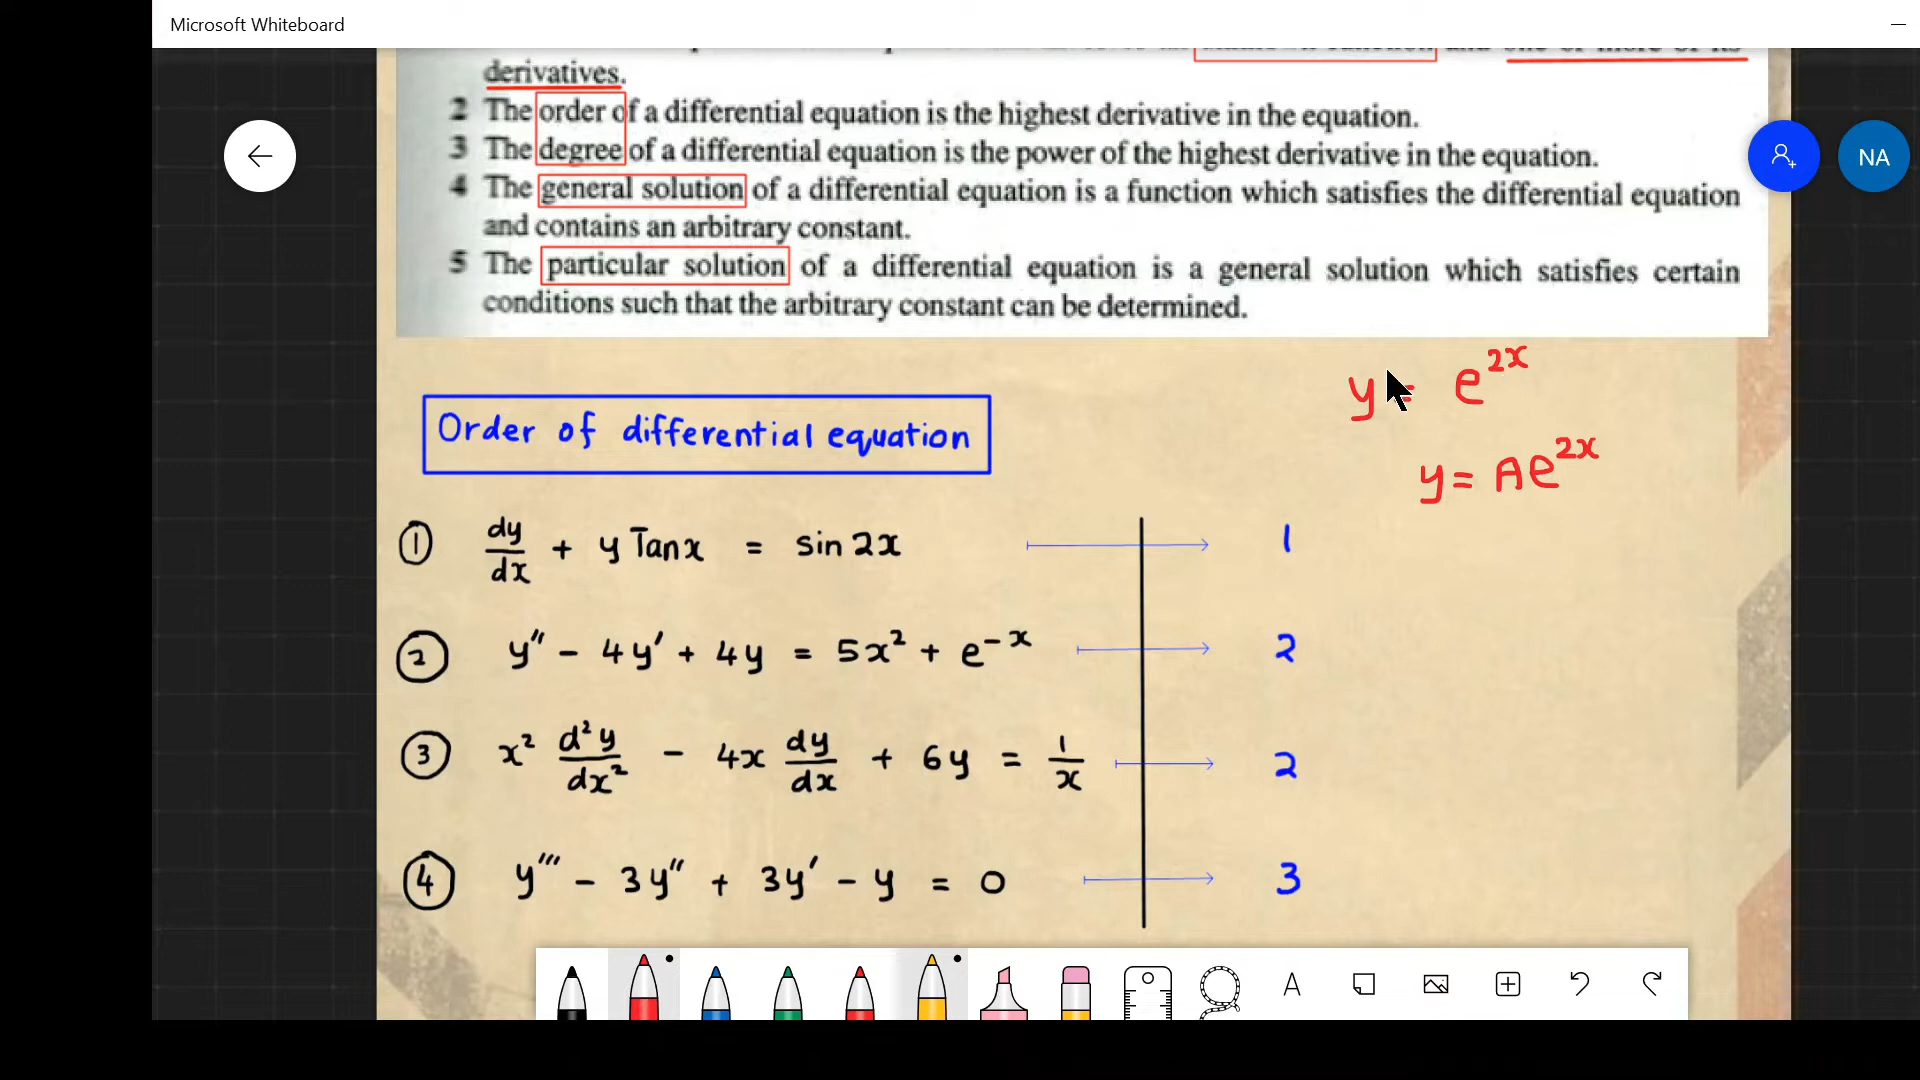 Microsoft Whiteboard
derivatives.
2 The order of a differential equation is the highest derivative in the equation.
3 The degree of a differential equation is the power of the highest derivative in the equation.
4 The general solution of a differential equation is a function which satisfies the differential equation
and contains an arbitrary constant.
5 The particular solution of a differential equation is a general solution which satisfies certain
conditions such that the arbitrary constant can be determined.
NA
y = e^{2x}
y = Ae^{2x}
Order of differential equation
① dy/dx + y Tan x = sin 2x 1
② y'' - 4y' + 4y = 5x² + e^{-x} 2
③ x² d²y/dx² - 4x dy/dx + 6y = 1/x 2
④ y''' - 3y'' + 3y' - y = 0 3